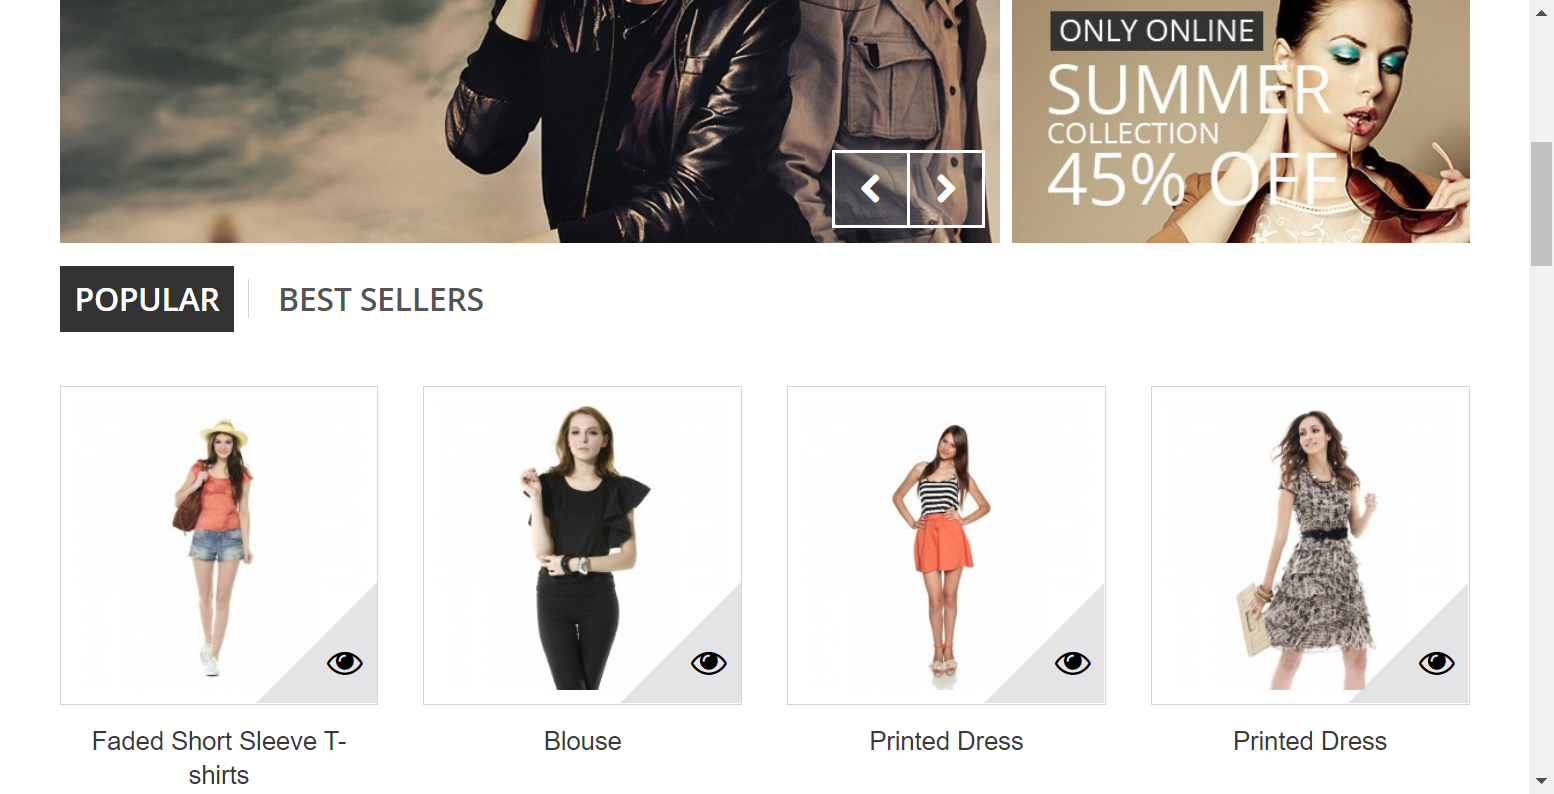 ONLY ONLINE
SUMMER
COLLECTION
45% OFF
POPULAR
BEST SELLERS
Faded Short Sleeve T-
shirts
Blouse
Printed Dress
Printed Dress